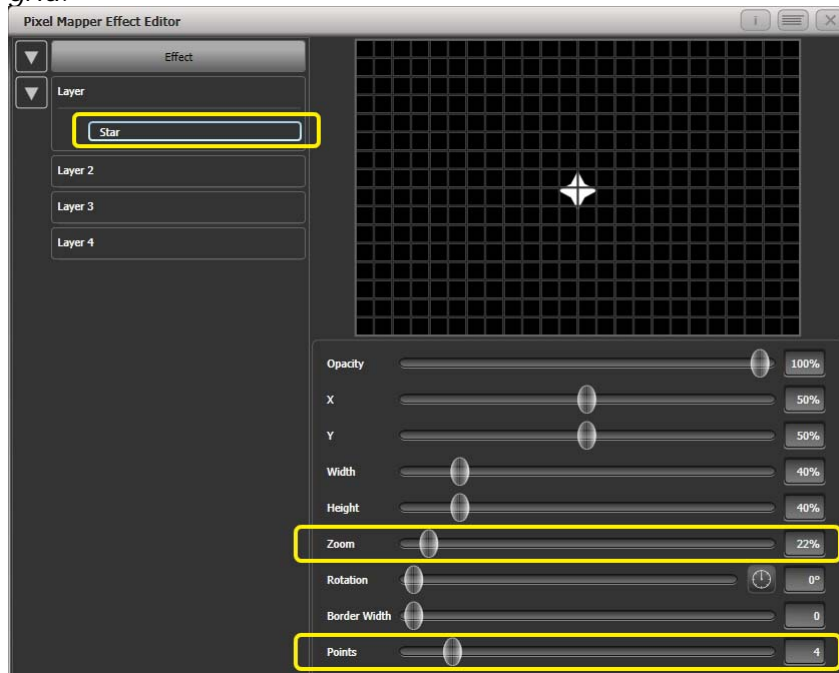 grid.
Pixel Mapper Effect Editor
Effect
Layer
Star
Layer 2
Layer 3
Layer 4
Opacity 100%
X 50%
Y 50%
Width 40%
Height 40%
Zoom 22%
Rotation 0°
Border Width 0
Points 4